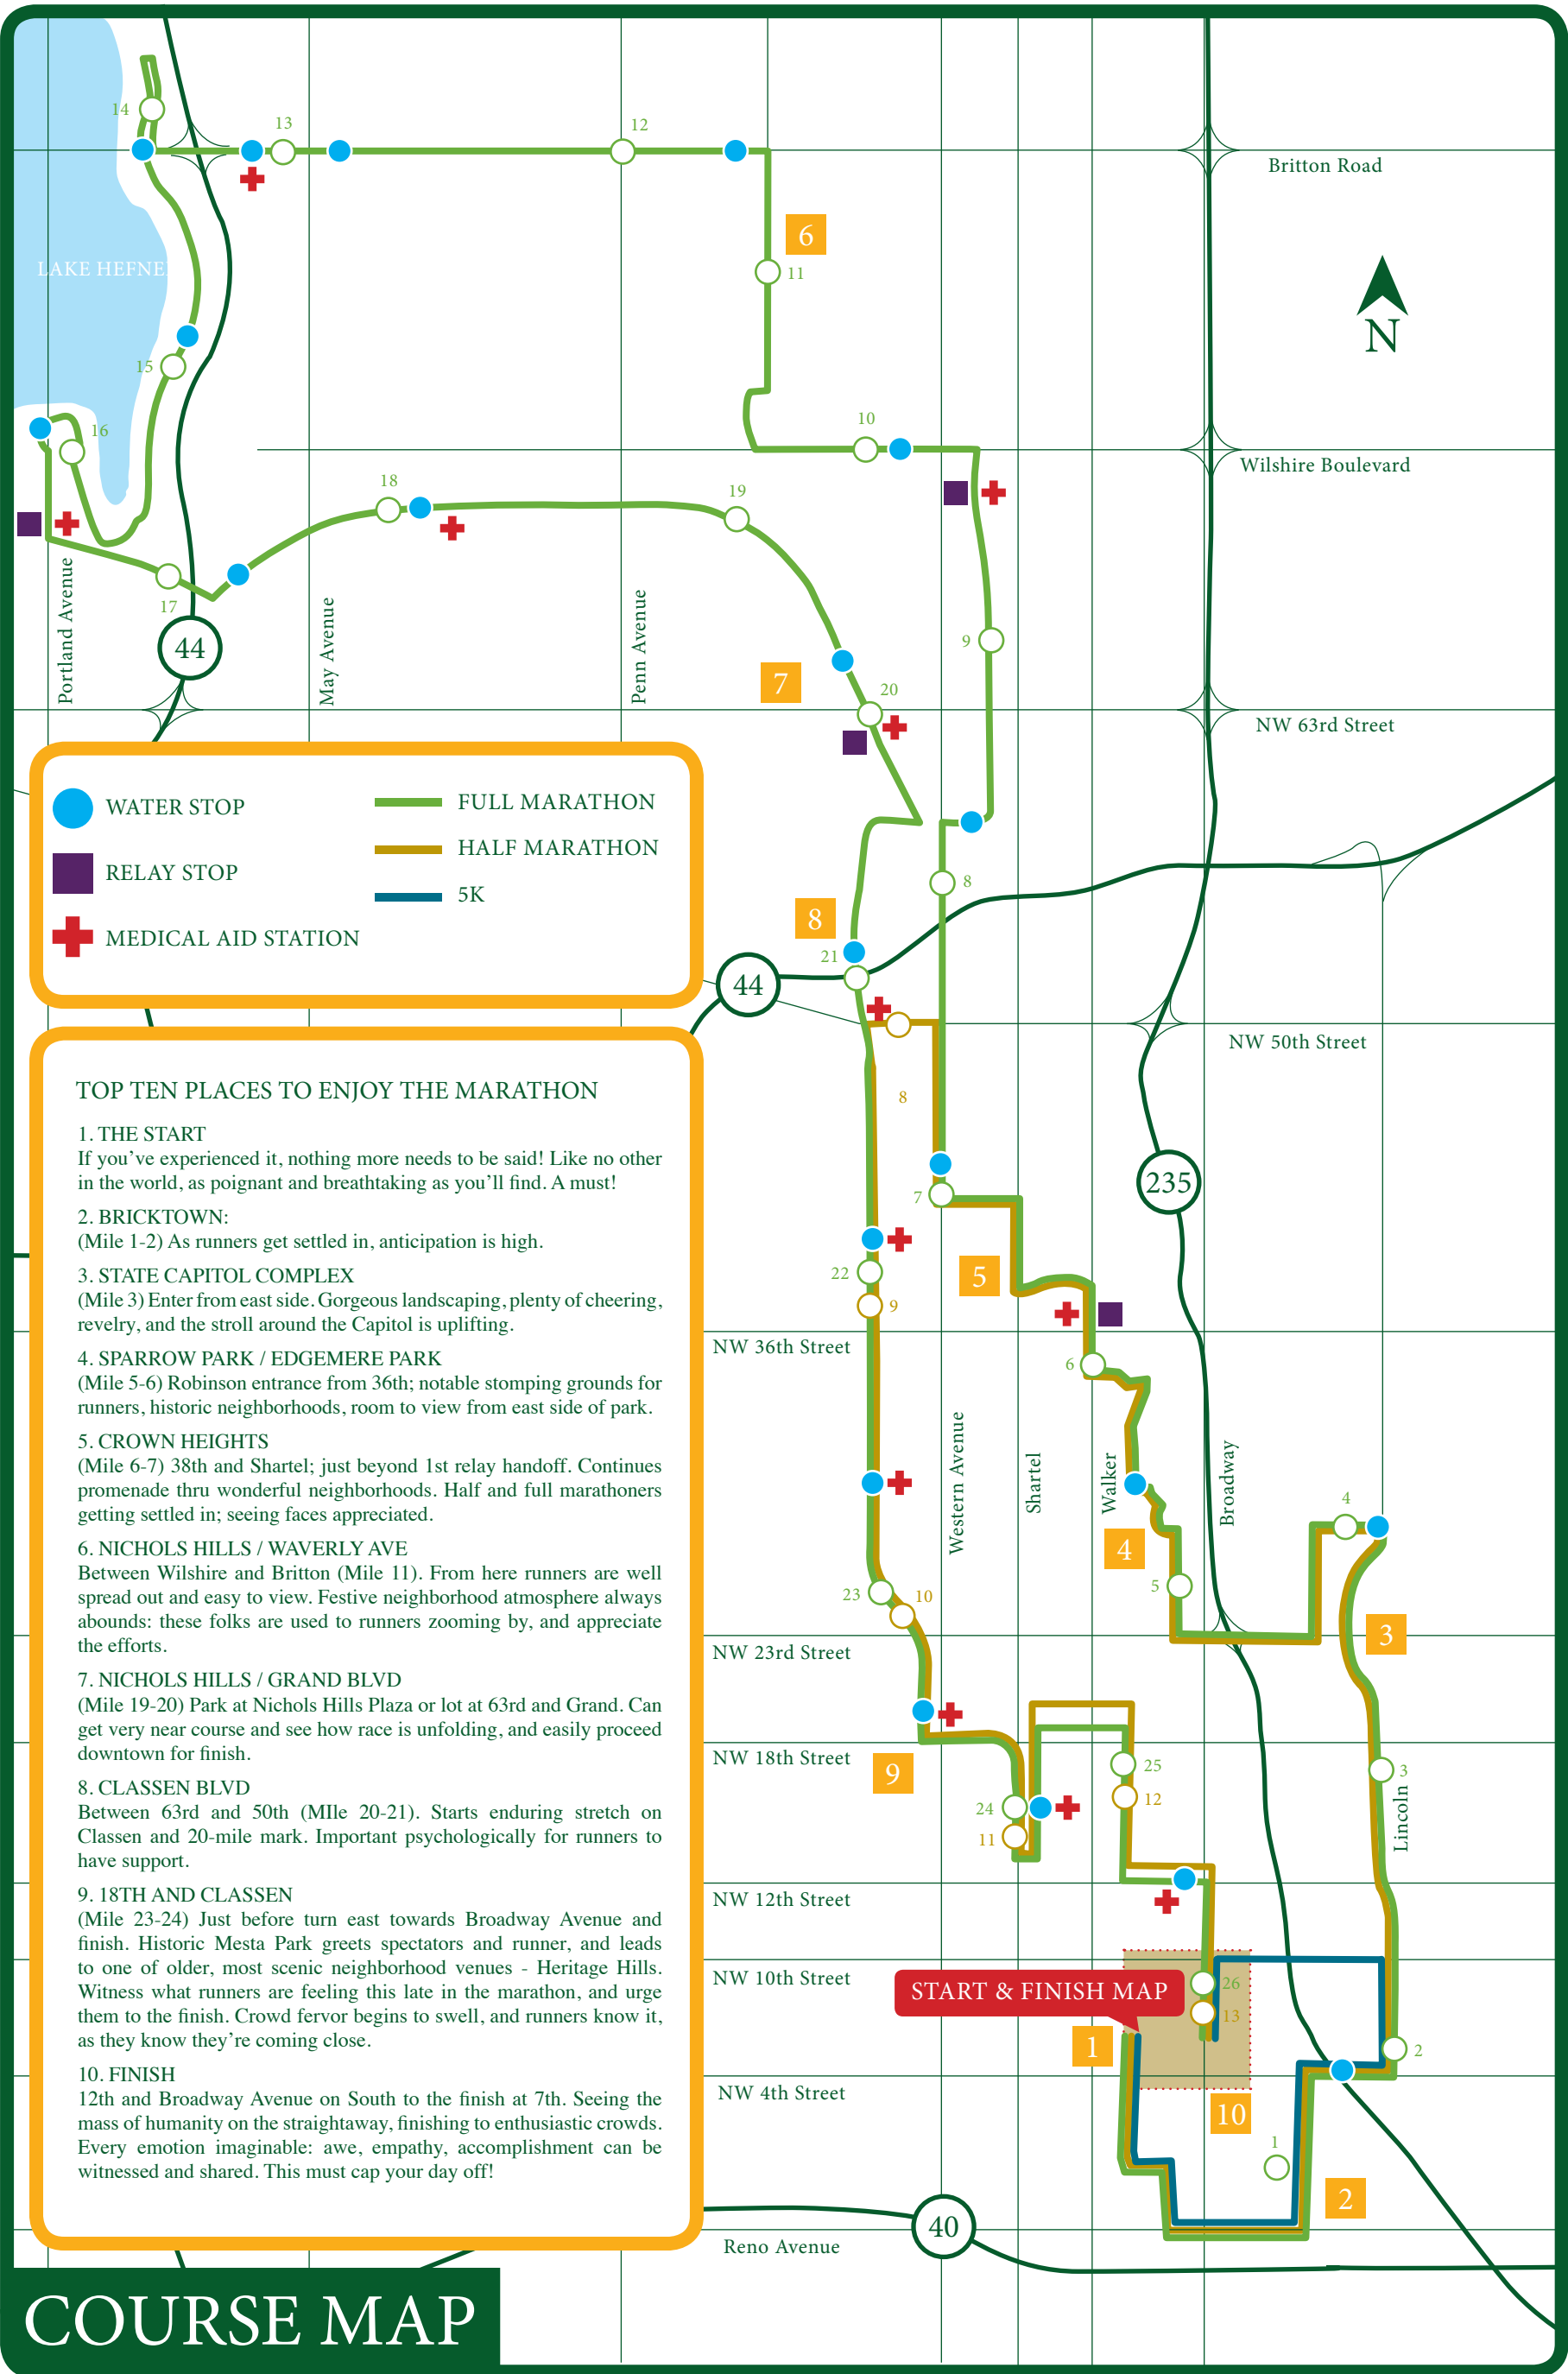 14
13
12
Britton Road
6
11
LAKE HEFNE
N
15
10
16
Wilshire Boulevard
18
19
9
17
Portland Avenue
44
May Avenue
Penn Avenue
7
20
NW 63rd Street
WATER STOP
RELAY STOP
MEDICAL AID STATION
FULL MARATHON
HALF MARATHON
5K
8
8
21
44
NW 50th Street
8
235
7
5
22
9
NW 36th Street
6
Western Avenue
Shartel
Walker
Broadway
4
4
5
23
10
3
NW 23rd Street
NW 18th Street
9
25
12
24
11
3
Lincoln
NW 12th Street
NW 10th Street
START & FINISH MAP
26
13
1
2
NW 4th Street
10
1
2
40
Reno Avenue
TOP TEN PLACES TO ENJOY THE MARATHON
1. THE START
If you’ve experienced it, nothing more needs to be said! Like no other
in the world, as poignant and breathtaking as you’ll find. A must!
2. BRICKTOWN:
(Mile 1-2) As runners get settled in, anticipation is high.
3. STATE CAPITOL COMPLEX
(Mile 3) Enter from east side. Gorgeous landscaping, plenty of cheering,
revelry, and the stroll around the Capitol is uplifting.
4. SPARROW PARK / EDGEMERE PARK
(Mile 5-6) Robinson entrance from 36th; notable stomping grounds for
runners, historic neighborhoods, room to view from east side of park.
5. CROWN HEIGHTS
(Mile 6-7) 38th and Shartel; just beyond 1st relay handoff. Continues
promenade thru wonderful neighborhoods. Half and full marathoners
getting settled in; seeing faces appreciated.
6. NICHOLS HILLS / WAVERLY AVE
Between Wilshire and Britton (Mile 11). From here runners are well
spread out and easy to view. Festive neighborhood atmosphere always
abounds: these folks are used to runners zooming by, and appreciate
the efforts.
7. NICHOLS HILLS / GRAND BLVD
(Mile 19-20) Park at Nichols Hills Plaza or lot at 63rd and Grand. Can
get very near course and see how race is unfolding, and easily proceed
downtown for finish.
8. CLASSEN BLVD
Between 63rd and 50th (MIle 20-21). Starts enduring stretch on
Classen and 20-mile mark. Important psychologically for runners to
have support.
9. 18TH AND CLASSEN
(Mile 23-24) Just before turn east towards Broadway Avenue and
finish. Historic Mesta Park greets spectators and runner, and leads
to one of older, most scenic neighborhood venues - Heritage Hills.
Witness what runners are feeling this late in the marathon, and urge
them to the finish. Crowd fervor begins to swell, and runners know it,
as they know they’re coming close.
10. FINISH
12th and Broadway Avenue on South to the finish at 7th. Seeing the
mass of humanity on the straightaway, finishing to enthusiastic crowds.
Every emotion imaginable: awe, empathy, accomplishment can be
witnessed and shared. This must cap your day off!
COURSE MAP